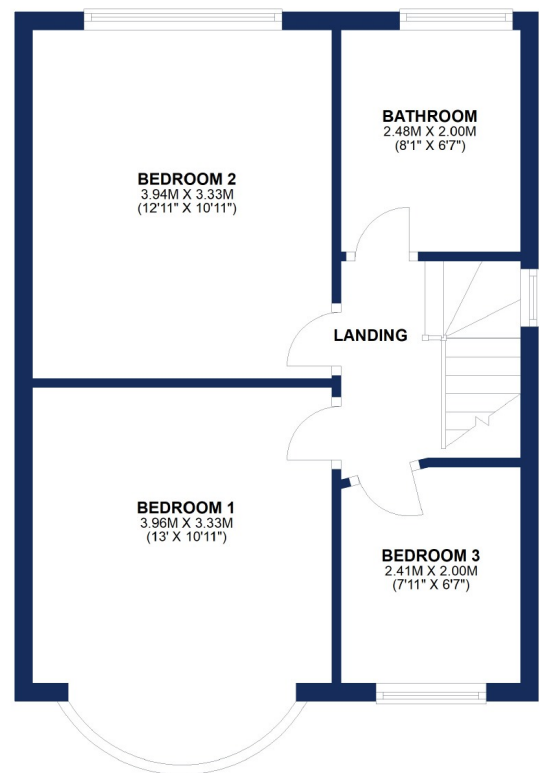 BATHROOM
2.48M X 2.00M
(8'1" X 6'7")
BEDROOM 2
3.94M X 3.33M
(12'11" X 10'11")
LANDING
BEDROOM 1
3.96M X 3.33M
(13' X 10'11")
BEDROOM 3
2.41M X 2.00M
(7'11" X 6'7")